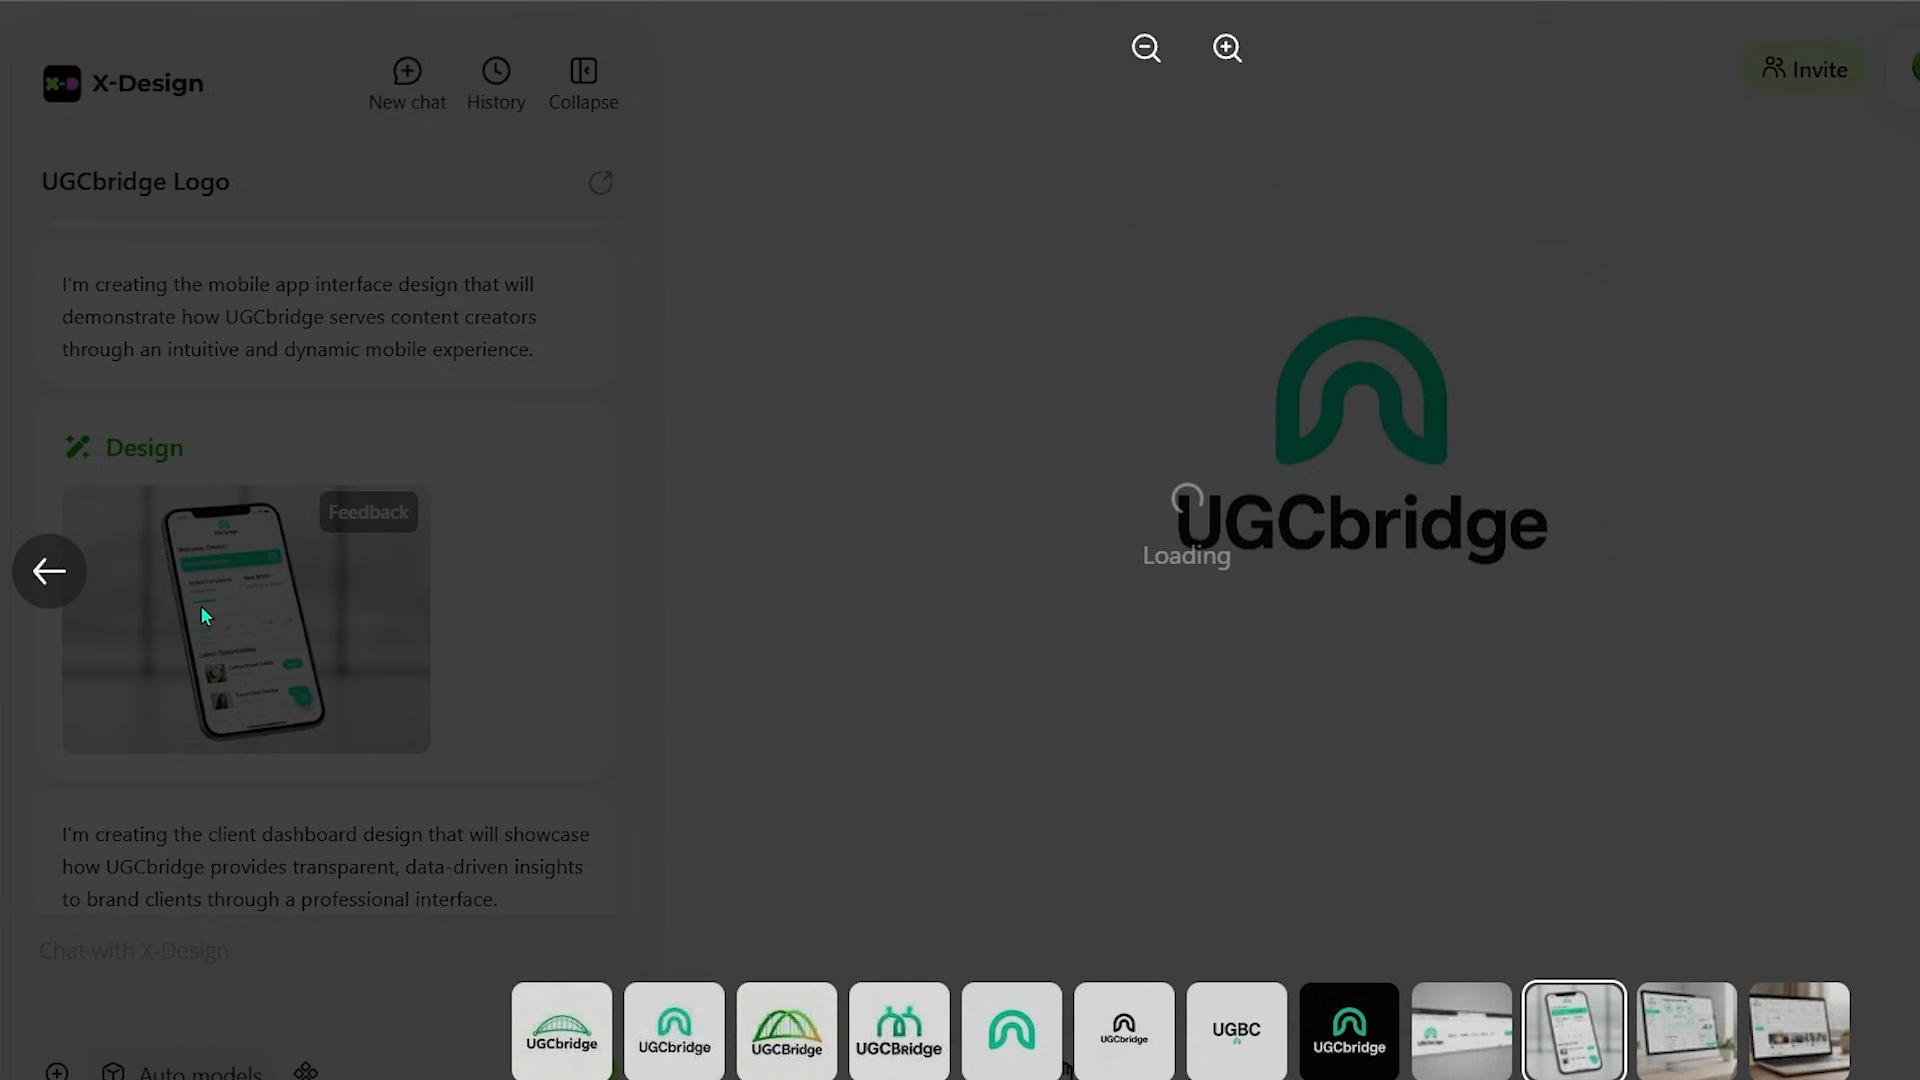 X-Design
New chat
History
Collapse
Invite
UGCbridge Logo
I'm creating the mobile app interface design that will
demonstrate how UGCbridge serves content creators
through an intuitive and dynamic mobile experience.
Design
Feedback
Latest Opportunities
UGCbridge
Loading
I'm creating the client dashboard design that will showcase
how UGCbridge provides transparent, data-driven insights
to brand clients through a professional interface.
Chat with X-Design
Auto models
UGCbridge
UGCbridge
UGCBridge
UGCBRidge
UGCbridge
UGBC
UGCbridge